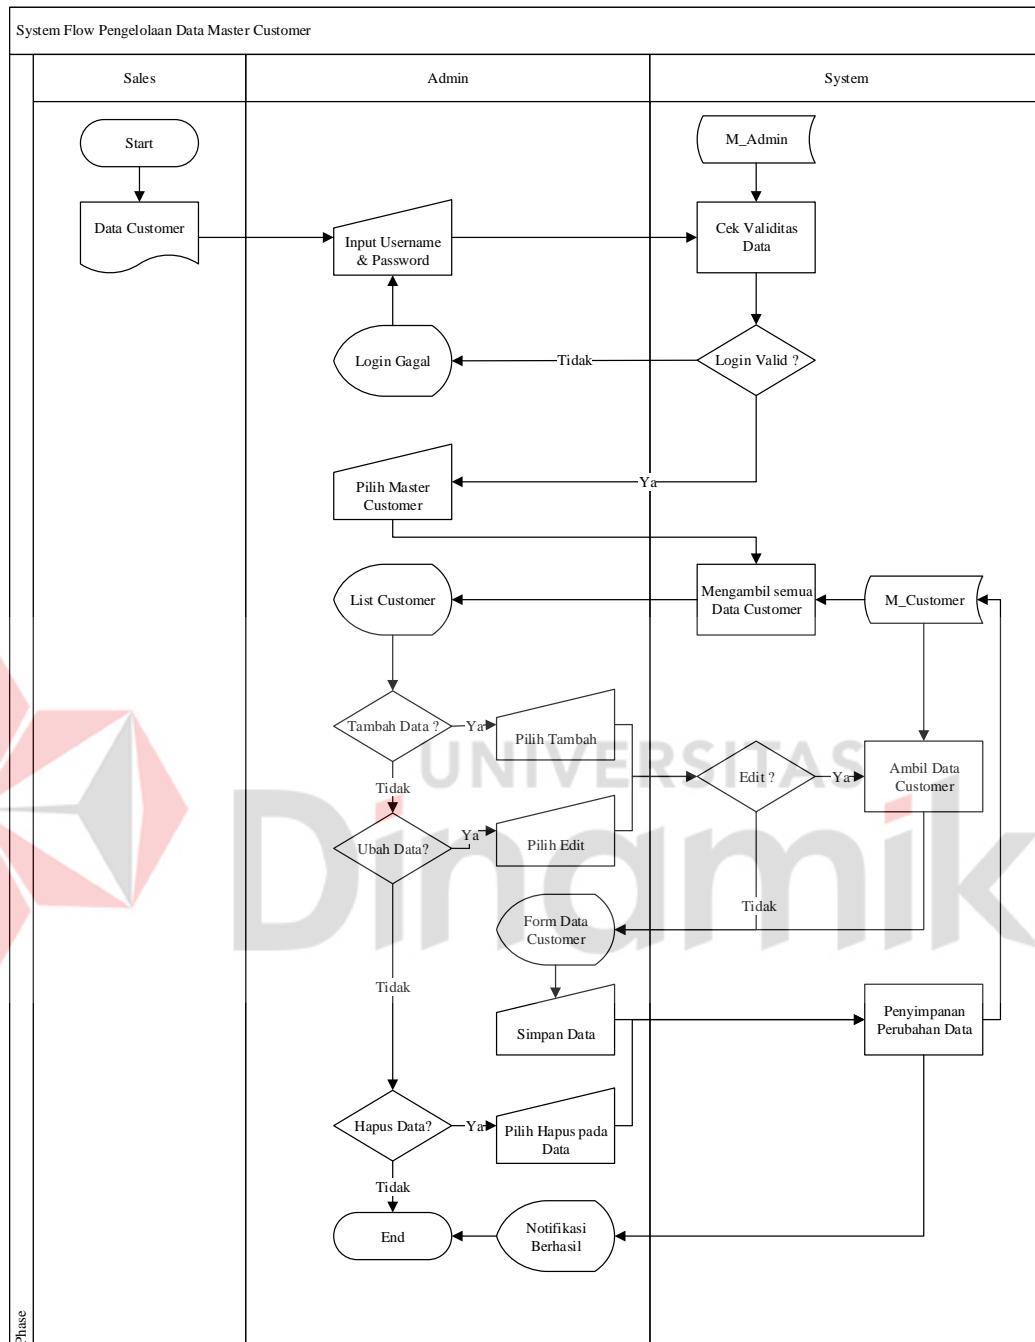 System Flow Pengelolaan Data Master Customer
Sales
Admin
System
Start
M_Admin
Data Customer
Input Username
& Password
Cek Validitas
Data
Login Gagal
Tidak
Login Valid ?
Pilih Master
Customer
Ya
List Customer
Mengambil semua
Data Customer
M_Customer
Tambah Data ?
Ya
Pilih Tambah
UNIVERSITAS
Dinamika
Edit ?
Ya
Ambil Data
Customer
Tidak
Ubah Data?
Ya
Pilih Edit
Form Data
Customer
Tidak
Tidak
Simpan Data
Penyimpanan
Perubahan Data
Hapus Data?
Ya
Pilih Hapus pada
Data
Tidak
End
Notifikasi
Berhasil
Phase